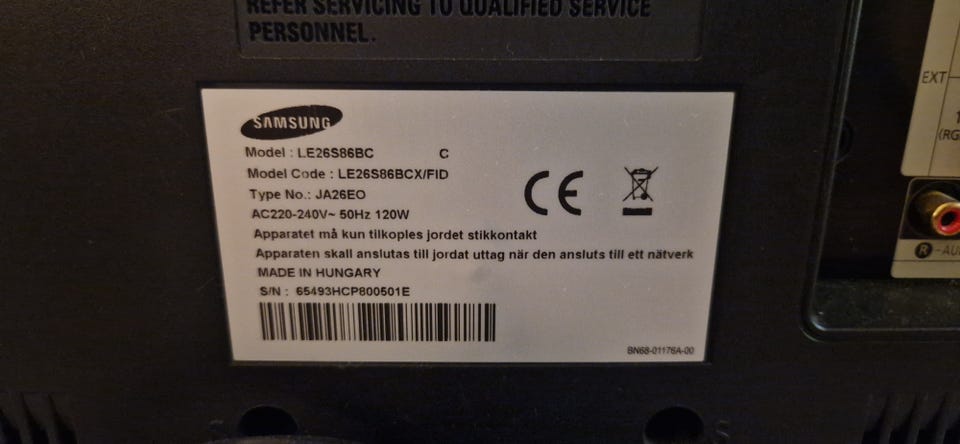 REFER SERVICING TO QUALIFIED SERVICE
PERSONNEL.
SAMSUNG
Model : LE26S86BC C
Model Code : LE26S86BCX/FID
Type No.: JA26EO
AC220-240V~ 50Hz 120W
Apparatet må kun tilkoples jordet stikkontakt
Apparaten skall anslutas till jordat uttag när den ansluts till ett nätverk
MADE IN HUNGARY
S/N : 65493HCP800501E
BN68-01176A-00
CE
EXT
(RG
R - AU